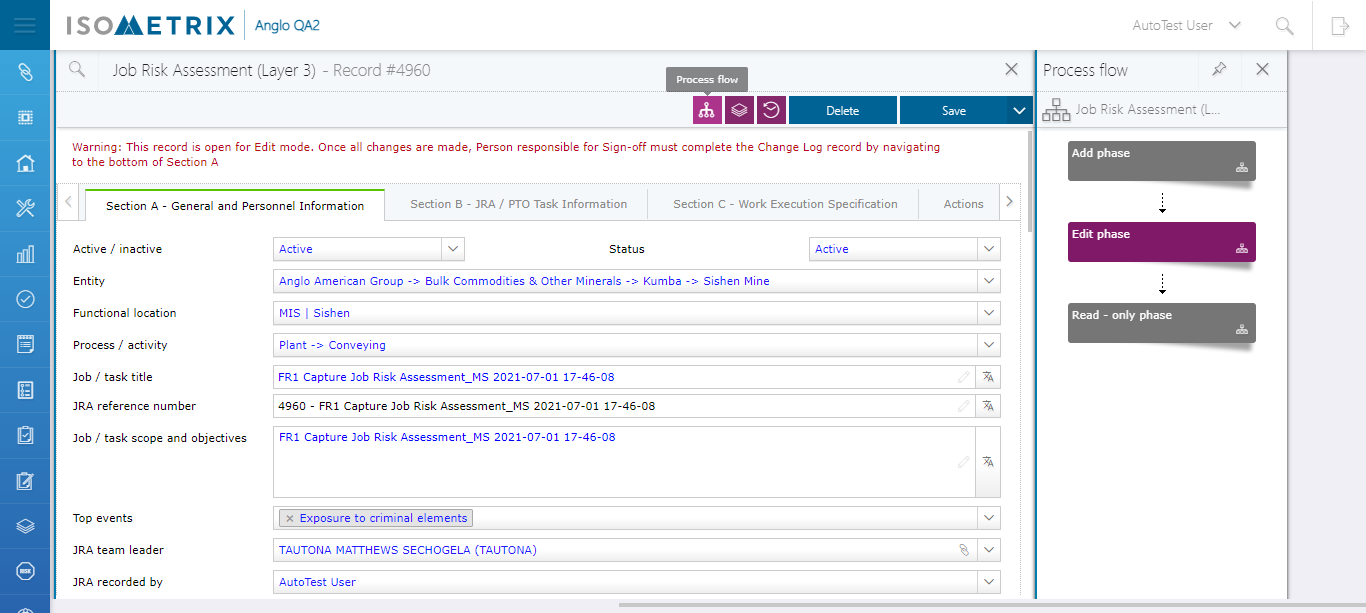 ISOMETRIX Anglo QA2 AutoTest User
Job Risk Assessment (Layer 3) - Record #4960
Process flow
Process flow
Delete Save
Job Risk Assessment (L...
Warning: This record is open for Edit mode. Once all changes are made, Person responsible for Sign-off must complete the Change Log record by navigating
to the bottom of Section A
Section A - General and Personnel Information Section B - JRA / PTO Task Information Section C - Work Execution Specification Actions
Active / inactive Active Status Active
Entity Anglo American Group -> Bulk Commodities & Other Minerals -> Kumba -> Sishen Mine
Functional location MIS | Sishen
Process / activity Plant -> Conveying
Job / task title FR1 Capture Job Risk Assessment_MS 2021-07-01 17-46-08
JRA reference number 4960 - FR1 Capture Job Risk Assessment_MS 2021-07-01 17-46-08
Job / task scope and objectives FR1 Capture Job Risk Assessment_MS 2021-07-01 17-46-08
Top events × Exposure to criminal elements
JRA team leader TAUTONA MATTHEWS SECHOGELA (TAUTONA)
JRA recorded by AutoTest User
Add phase
Edit phase
Read - only phase
RISK